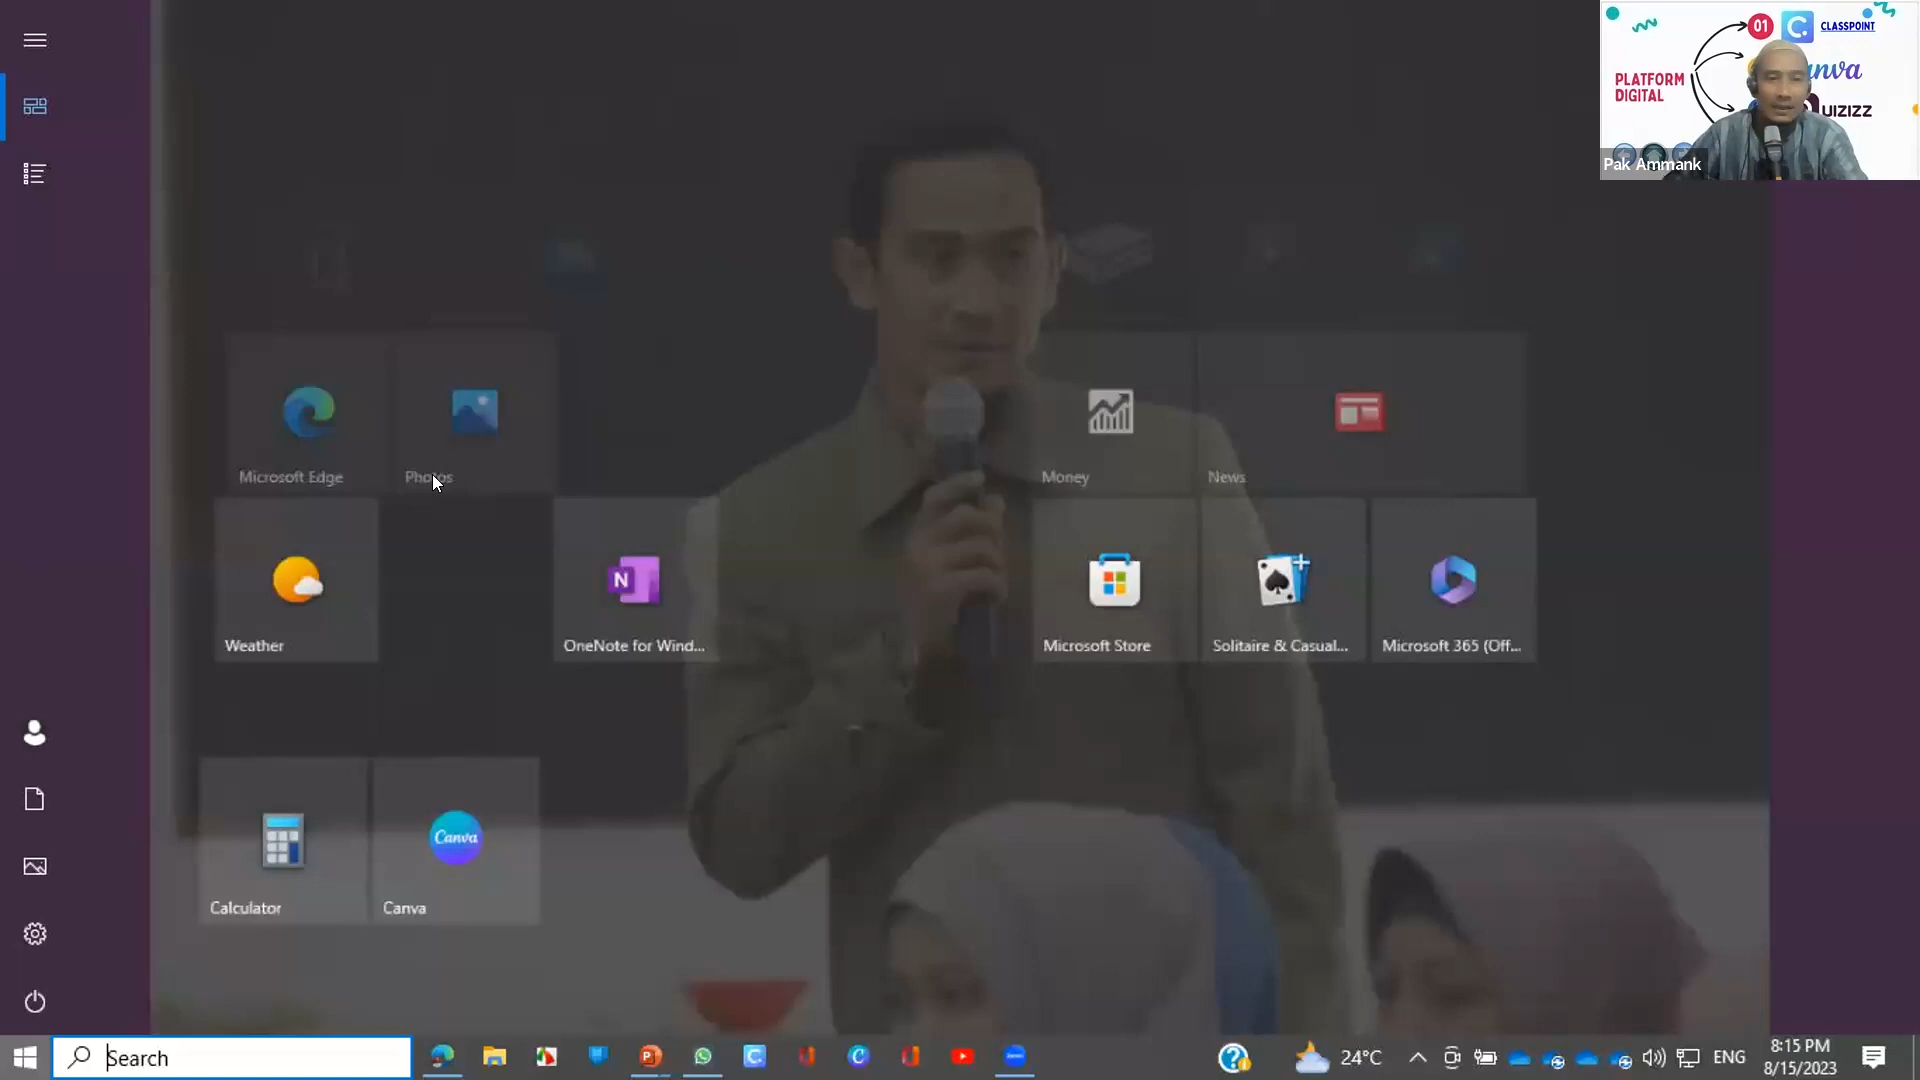 01 CLASSPOINT
PLATFORM
DIGITAL
nva
UIZIZZ
Pak Ammank
Microsoft Edge
Photos
Money
News
N
Weather
OneNote for Wind...
Microsoft Store
Solitaire & Casual...
Microsoft 365 (Off...
Canva
Calculator
Canva
Search
24°C
ENG
8:15 PM
8/15/2023